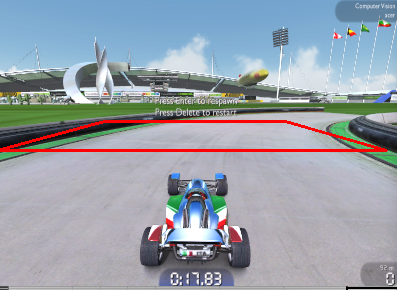 Computer Vision
Press Enter to respawn
Press Delete to restart
0:17.83
0